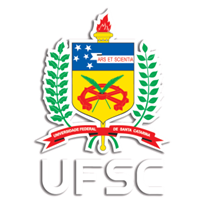 ARS ET SCIENTIA
UNIVERSIDADE FEDERAL DE SANTA CATARINA
UFSC